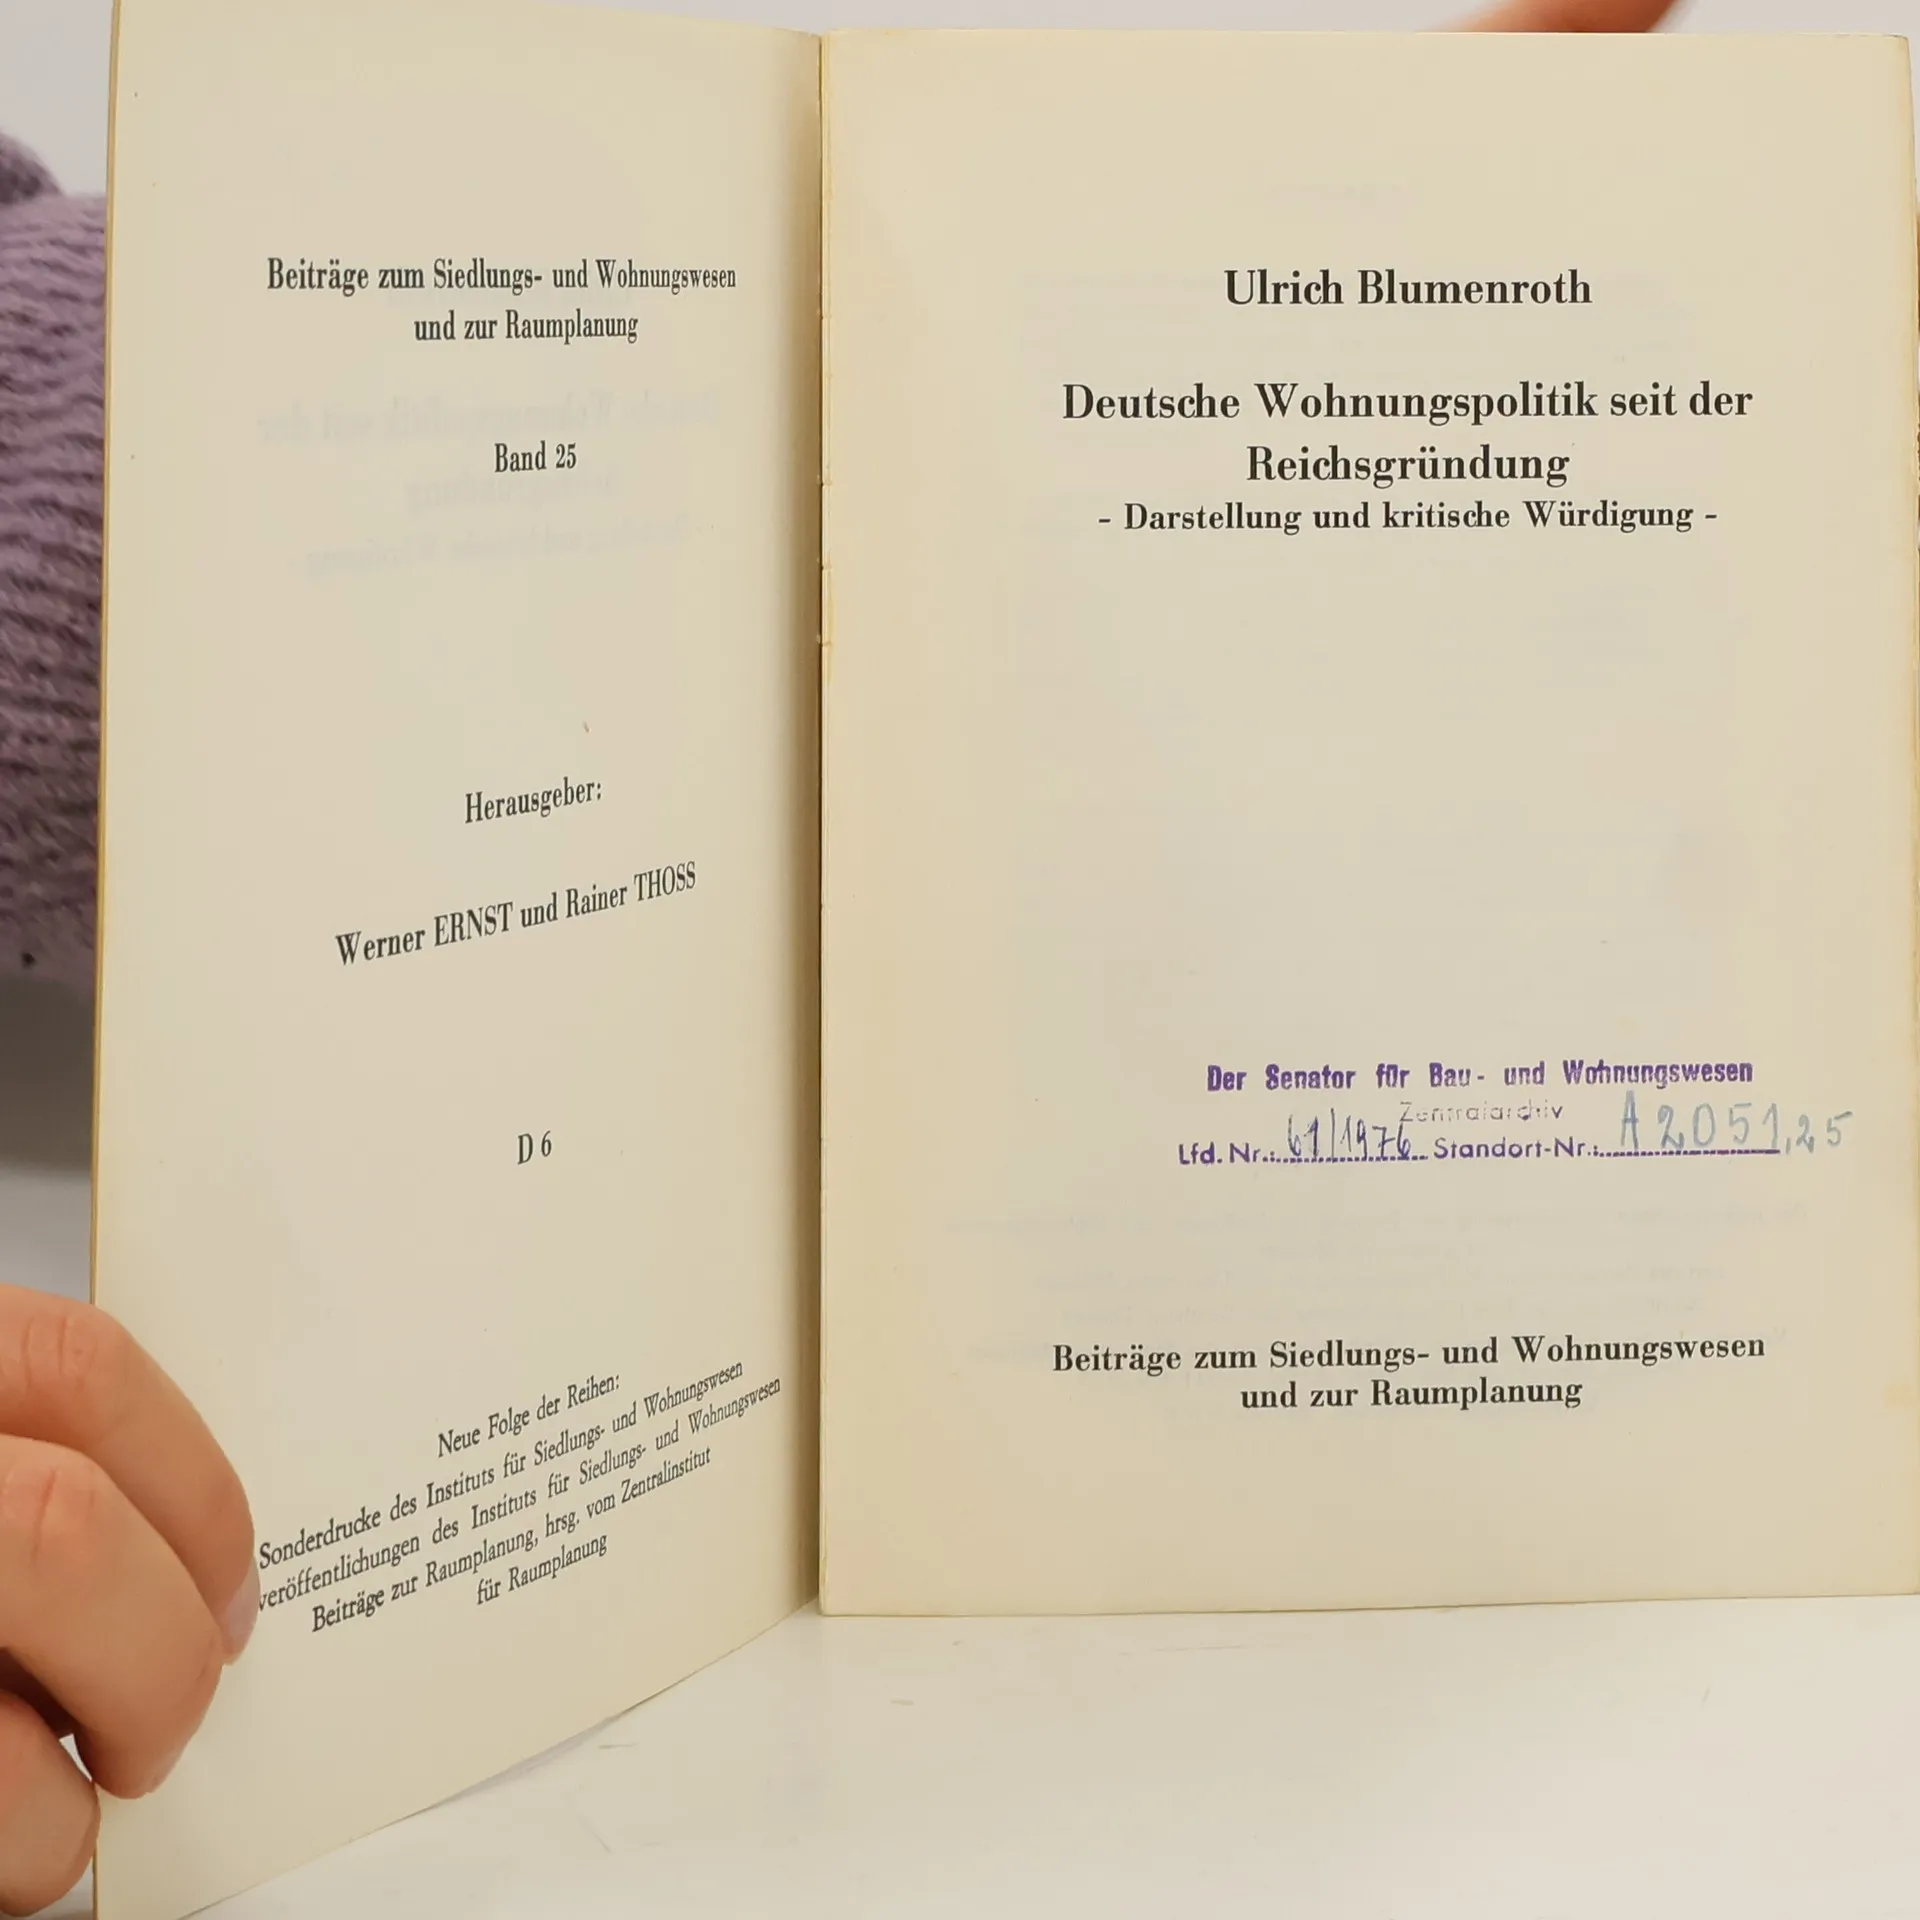 Beiträge zum Siedlungs- und Wohnungswesen
und zur Raumplanung
Band 25
Herausgeber:
Werner ERNST und Rainer THOSS
D 6
Neue Folge der Reihen:
Sonderdrucke des Instituts für Siedlungs- und Wohnungswesen
veröffentlichungen des Instituts für Siedlungs- und Wohnungswesen
Beiträge zur Raumplanung, hrsg. vom Zentralinstitut
für Raumplanung
Ulrich Blumenroth
Deutsche Wohnungspolitik seit der
Reichsgründung
- Darstellung und kritische Würdigung -
Der Senator für Bau- und Wohnungswesen
Zentralarchiv
Lfd. Nr.: 61/1976 Standort-Nr.: A 2051,25
Beiträge zum Siedlungs- und Wohnungswesen
und zur Raumplanung